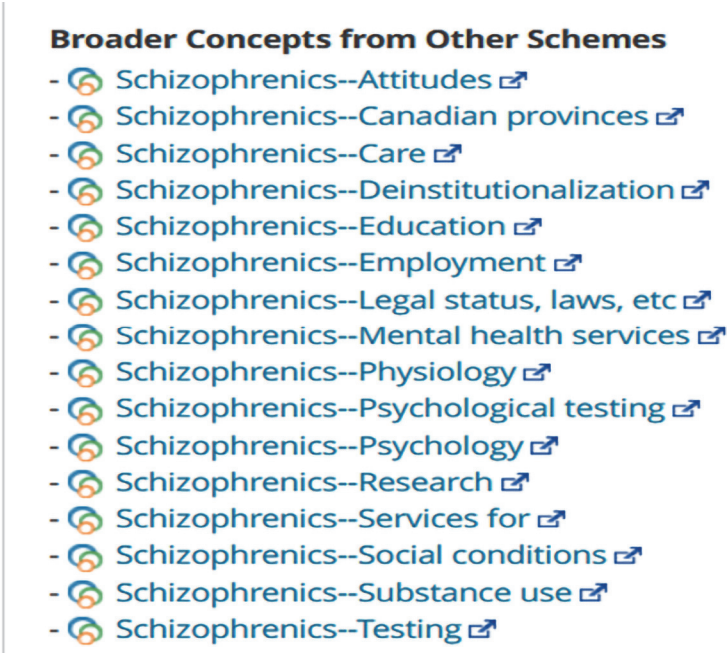 Broader Concepts from Other Schemes
- Schizophrenics--Attitudes
- Schizophrenics--Canadian provinces
- Schizophrenics--Care
- Schizophrenics--Deinstitutionalization
- Schizophrenics--Education
- Schizophrenics--Employment
- Schizophrenics--Legal status, laws, etc
- Schizophrenics--Mental health services
- Schizophrenics--Physiology
- Schizophrenics--Psychological testing
- Schizophrenics--Psychology
- Schizophrenics--Research
- Schizophrenics--Services for
- Schizophrenics--Social conditions
- Schizophrenics--Substance use
- Schizophrenics--Testing